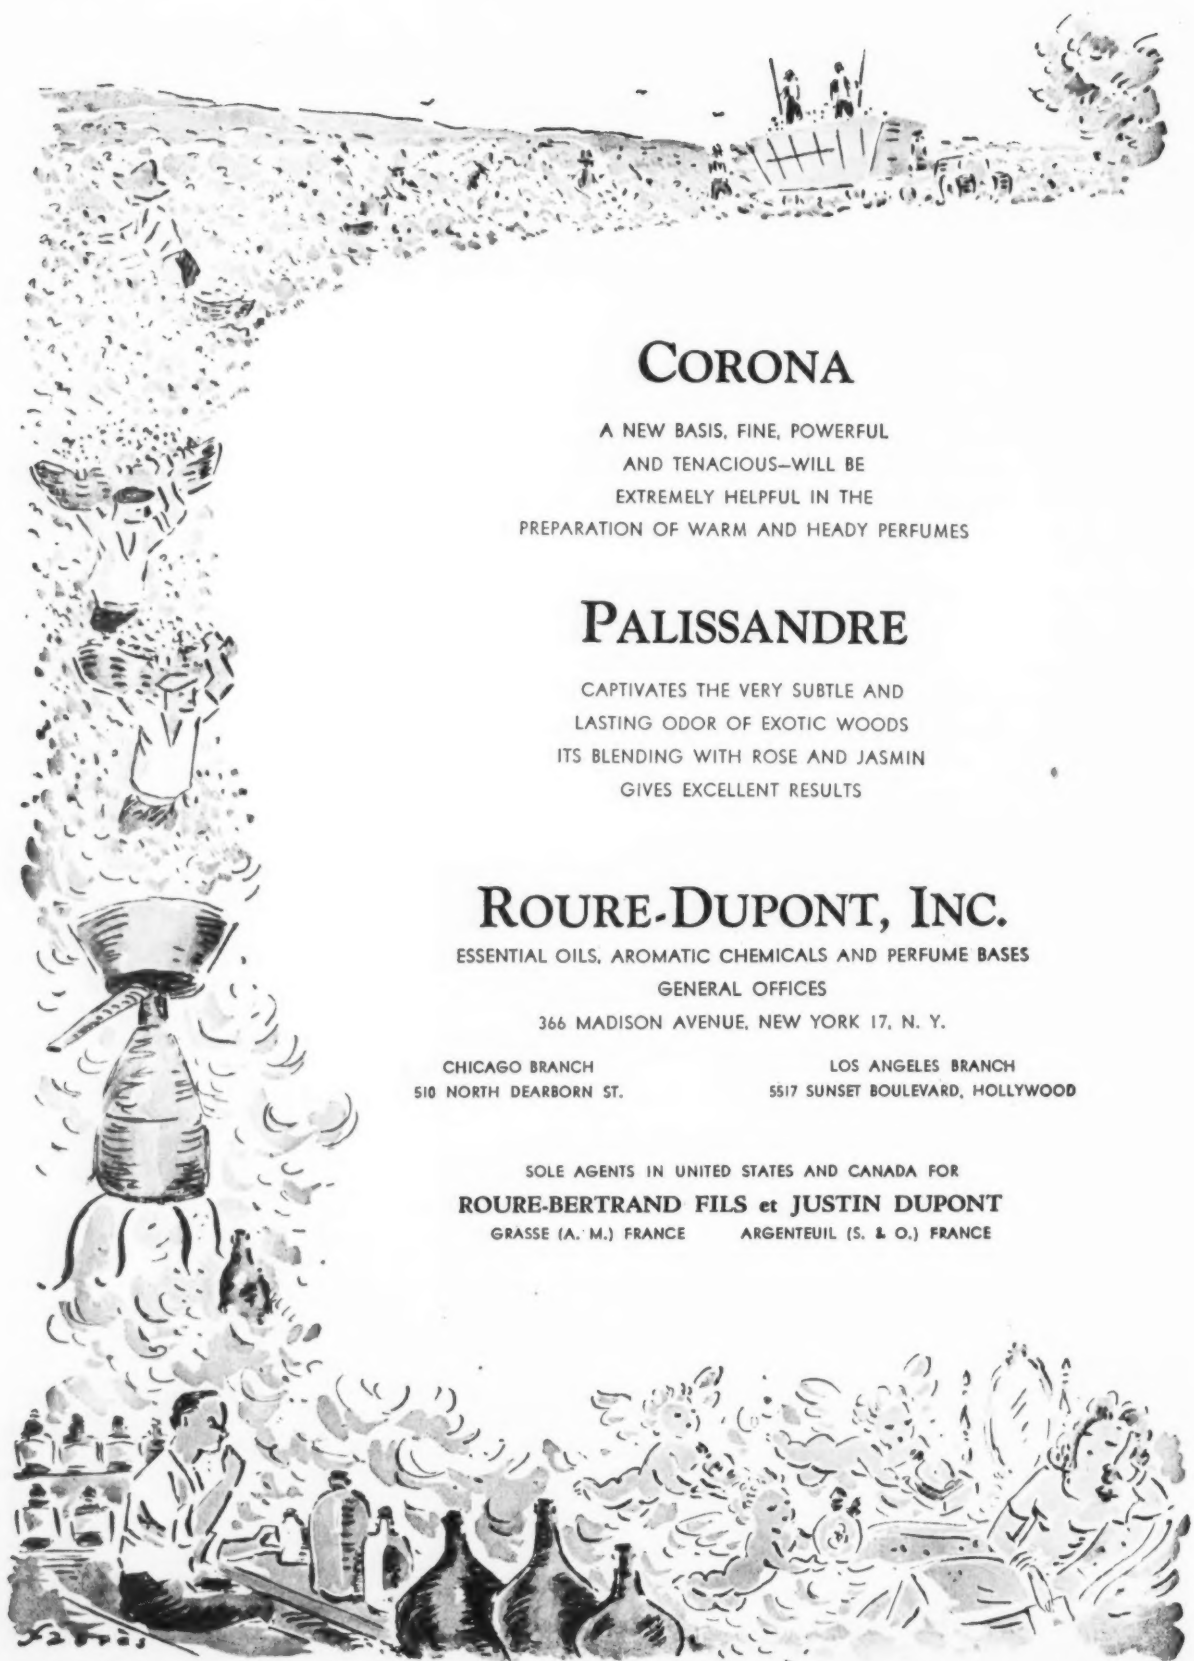 CORONA
A NEW BASIS, FINE, POWERFUL
AND TENACIOUS—WILL BE
EXTREMELY HELPFUL IN THE
PREPARATION OF WARM AND HEADY PERFUMES
PALISSANDRE
CAPTIVATES THE VERY SUBTLE AND
LASTING ODOR OF EXOTIC WOODS
ITS BLENDING WITH ROSE AND JASMIN
GIVES EXCELLENT RESULTS
ROURE-DUPONT, INC.
ESSENTIAL OILS, AROMATIC CHEMICALS AND PERFUME BASES
GENERAL OFFICES
366 MADISON AVENUE, NEW YORK 17, N. Y.
CHICAGO BRANCH
510 NORTH DEARBORN ST.
LOS ANGELES BRANCH
5517 SUNSET BOULEVARD, HOLLYWOOD
SOLE AGENTS IN UNITED STATES AND CANADA FOR
ROURE-BERTRAND FILS et JUSTIN DUPONT
GRASSE (A. M.) FRANCE ARGENTEUIL (S. & O.) FRANCE